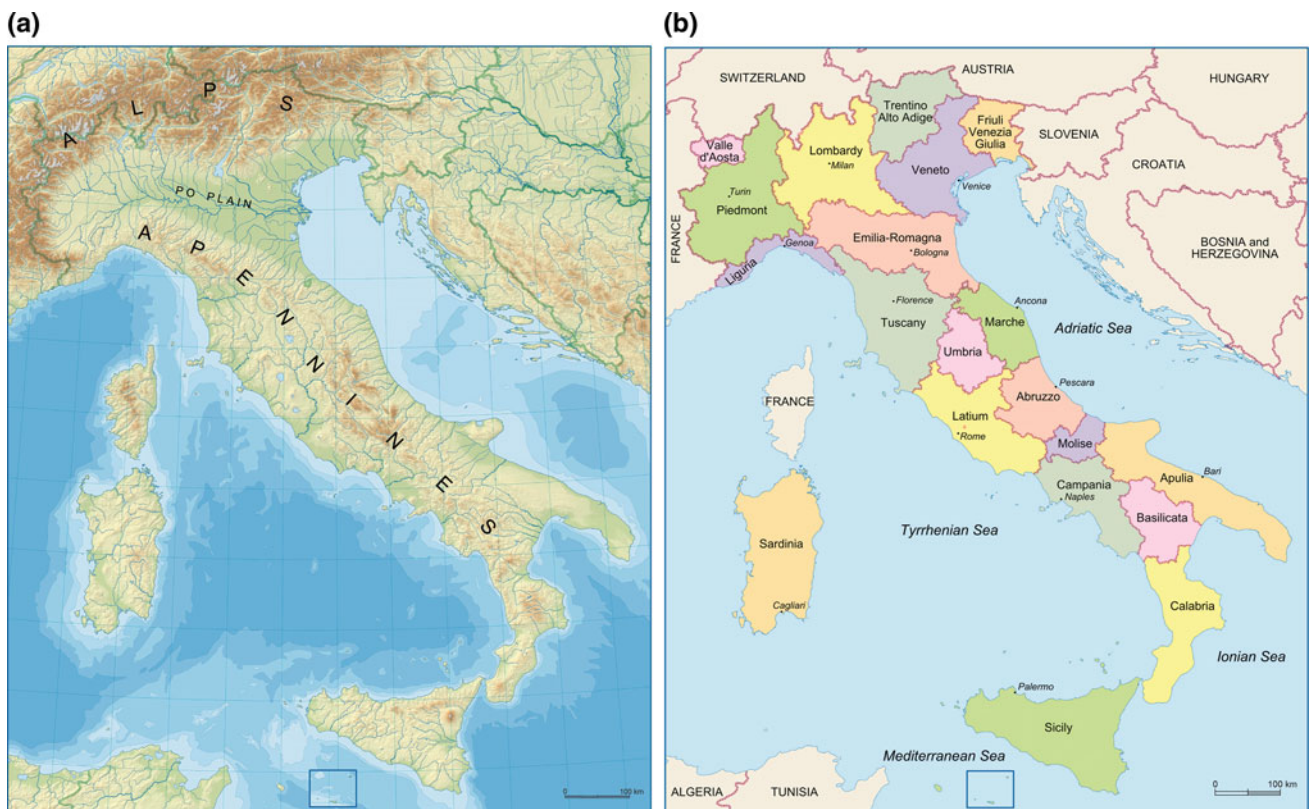 (a)
ALPS
PO PLAIN
APENNINES
100 km
(b)
SWITZERLAND
AUSTRIA
HUNGARY
Trentino
Alto Adige
Friuli
Venezia
Giulia
SLOVENIA
Valle
d'Aosta
Lombardy
Milan
Veneto
CROATIA
Venice
Turin
Piedmont
FRANCE
Emilia-Romagna
Bologna
BOSNIA and
HERZEGOVINA
Genoa
Liguria
Florence
Tuscany
Ancona
Marche
Adriatic Sea
Umbria
Pescara
Abruzzo
FRANCE
Latium
Rome
Molise
Campania
Naples
Apulia
Bari
Basilicata
Tyrrhenian Sea
Sardinia
Cagliari
Calabria
Ionian Sea
Palermo
Sicily
Mediterranean Sea
ALGERIA
TUNISIA
0
100 km